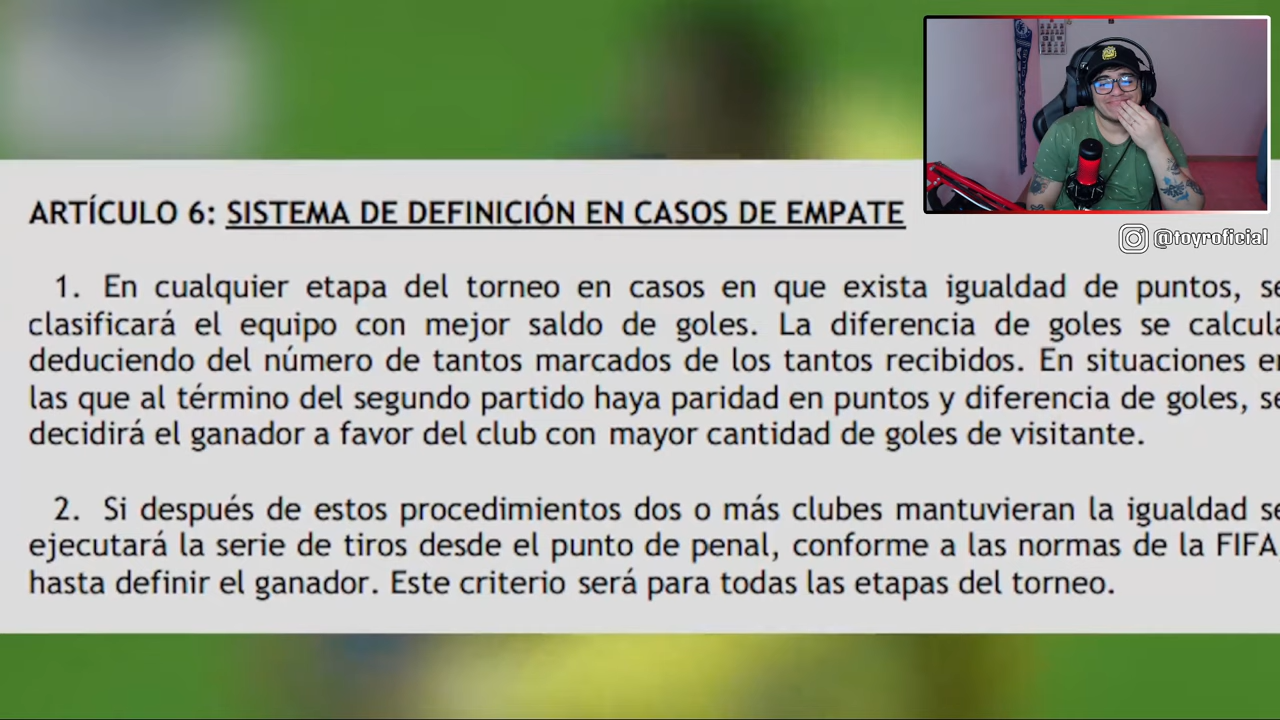 ARTÍCULO 6: SISTEMA DE DEFINICIÓN EN CASOS DE EMPATE
@toyroficial
1. En cualquier etapa del torneo en casos en que exista igualdad de puntos, se
clasificará el equipo con mejor saldo de goles. La diferencia de goles se calcula
deduciendo del número de tantos marcados de los tantos recibidos. En situaciones en
las que al término del segundo partido haya paridad en puntos y diferencia de goles, se
decidirá el ganador a favor del club con mayor cantidad de goles de visitante.
2. Si después de estos procedimientos dos o más clubes mantuvieran la igualdad se
ejecutará la serie de tiros desde el punto de penal, conforme a las normas de la FIFA,
hasta definir el ganador. Este criterio será para todas las etapas del torneo.